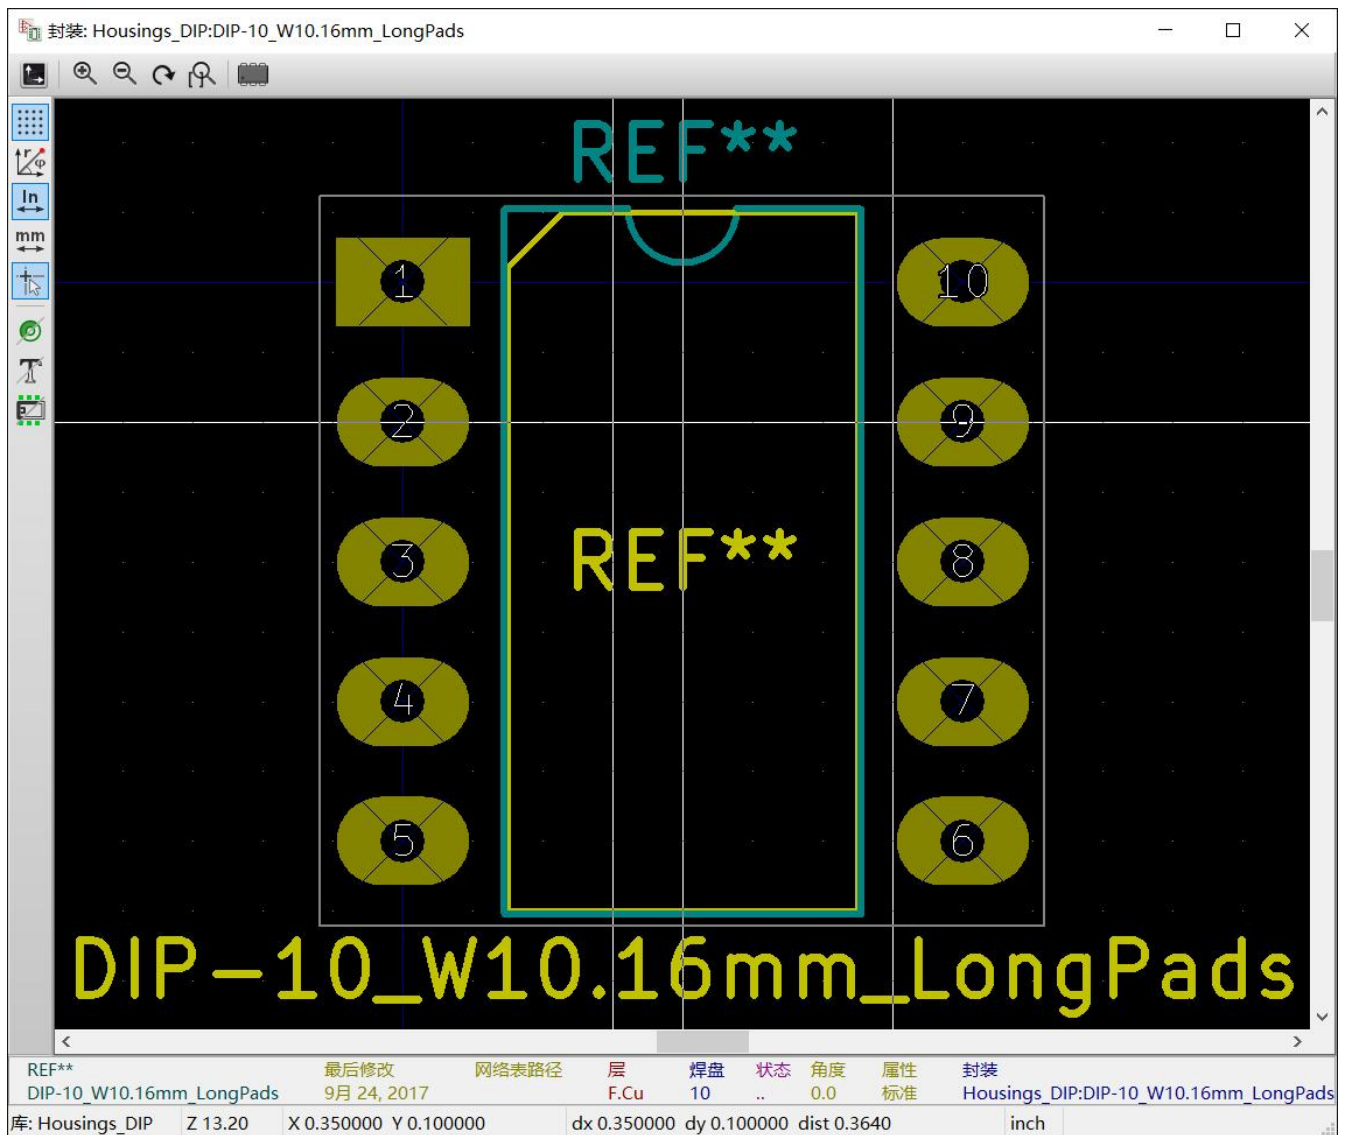 封装: Housings_DIP:DIP-10_W10.16mm_LongPads
In
mm
REF**
1
10
2
9
REF**
3
8
4
7
5
6
DIP-10_W10.16mm_LongPads
REF** 最后修改 网络表路径 层 焊盘 状态 角度 属性 封装
DIP-10_W10.16mm_LongPads 9月 24, 2017 F.Cu 10 .. 0.0 标准 Housings_DIP:DIP-10_W10.16mm_LongPads
库: Housings_DIP Z 13.20 X 0.350000 Y 0.100000 dx 0.350000 dy 0.100000 dist 0.3640 inch